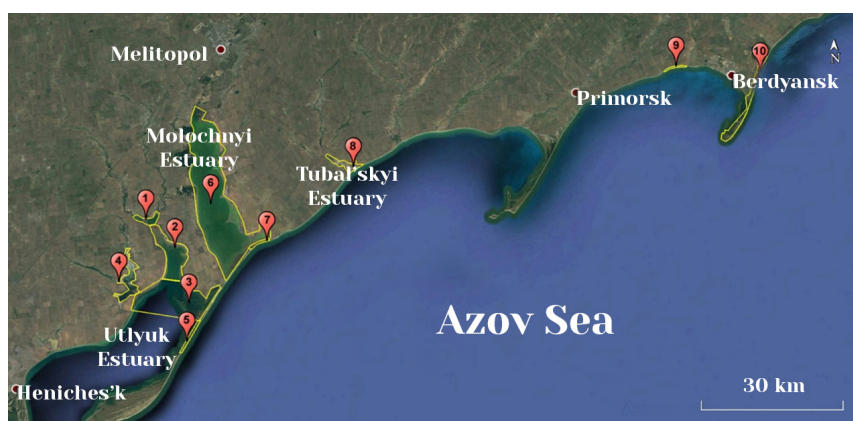 Melitopol
9
10
N
Berdyansk
Primorsk
Molochnyi
Estuary
8
Tubal'skyi
Estuary
6
1
7
2
4
3
5
Utlyuk
Estuary
Azov Sea
Heniches'k
30 km